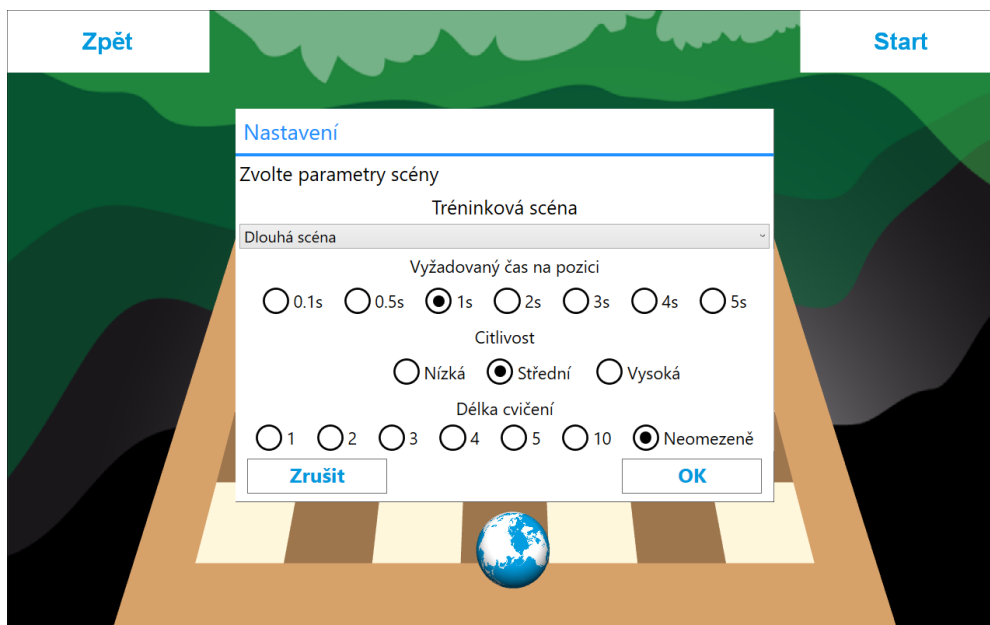 Zpět
Start
Nastavení
Zvolte parametry scény
Tréninková scéna
Dlouhá scéna
Vyžadovaný čas na pozici
0.1s 0.5s 1s 2s 3s 4s 5s
Citlivost
Nízká Střední Vysoká
Délka cvičení
1 2 3 4 5 10 Neomezeně
Zrušit OK